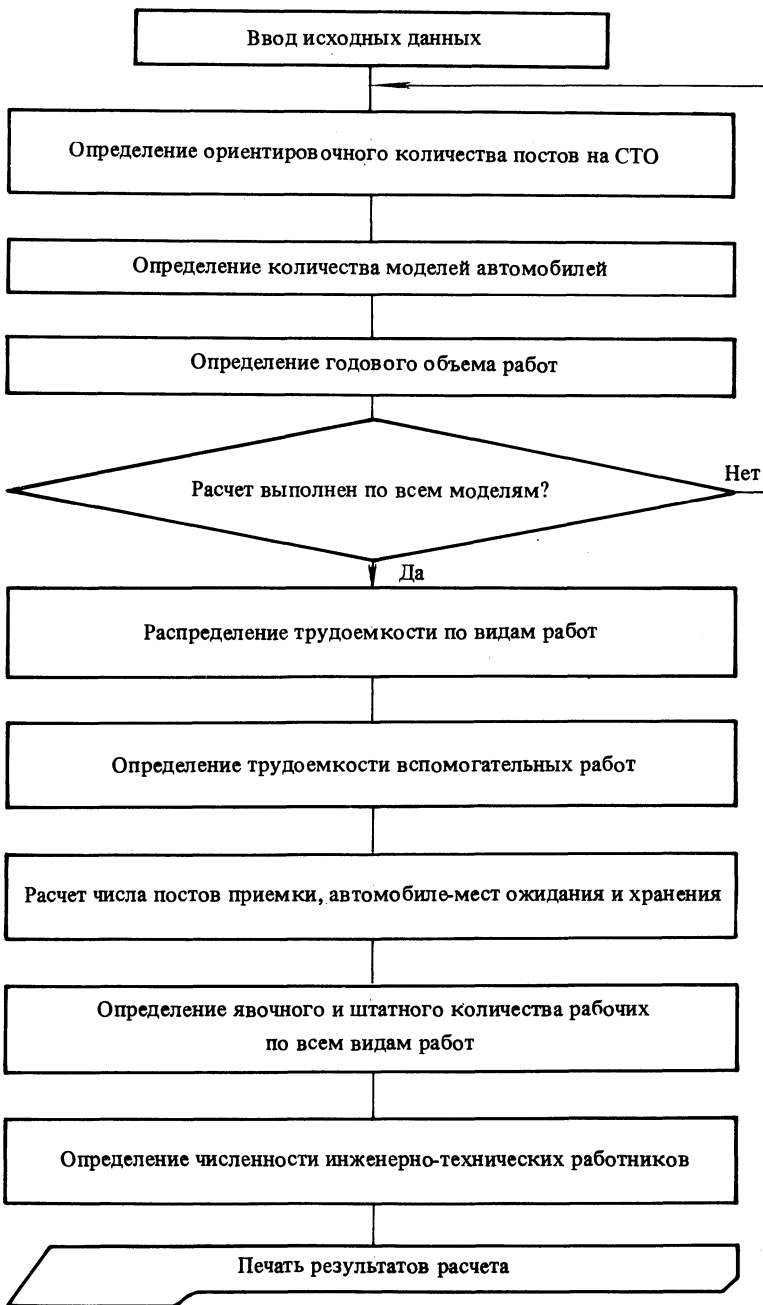 Ввод исходных данных
Определение ориентировочного количества постов на СТО
Определение количества моделей автомобилей
Определение годового объема работ
Расчет выполнен по всем моделям?
Нет
Да
Распределение трудоемкости по видам работ
Определение трудоемкости вспомогательных работ
Расчет числа постов приемки, автомобиле-мест ожидания и хранения
Определение явочного и штатного количества рабочих
по всем видам работ
Определение численности инженерно-технических работников
Печать результатов расчета